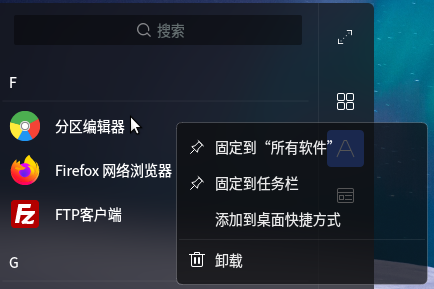 搜索
F
分区编辑器
Firefox 网络浏览器
FTP客户端
G
固定到“所有软件”
固定到任务栏
添加到桌面快捷方式
卸载
A